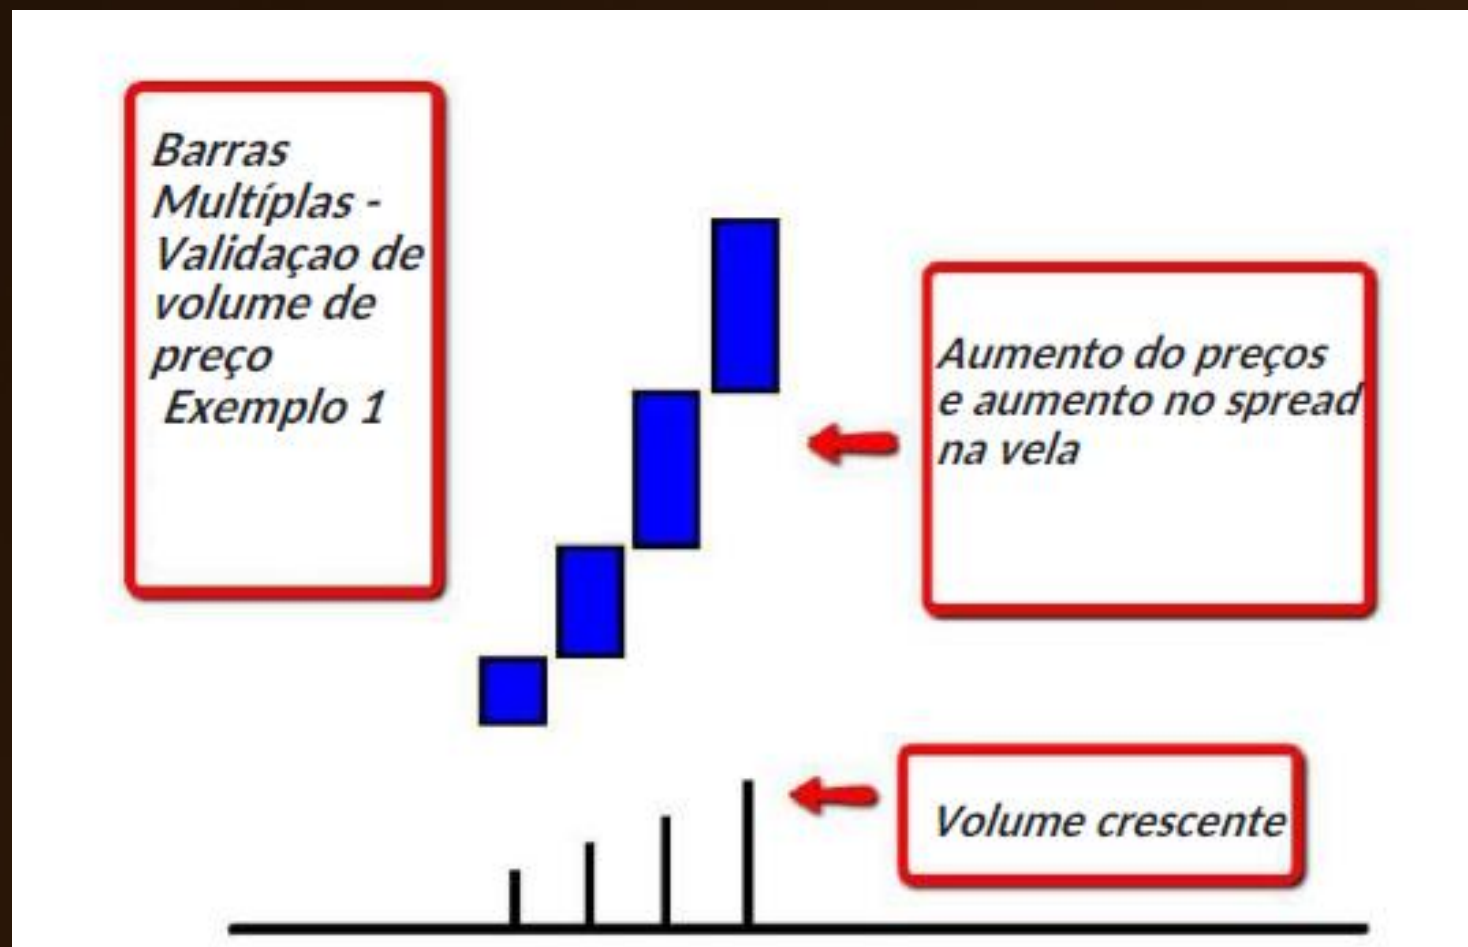 Barras
Multíplas -
Validaçao de
volume de
preço
Exemplo 1
Aumento do preços
e aumento no spread
na vela
Volume crescente